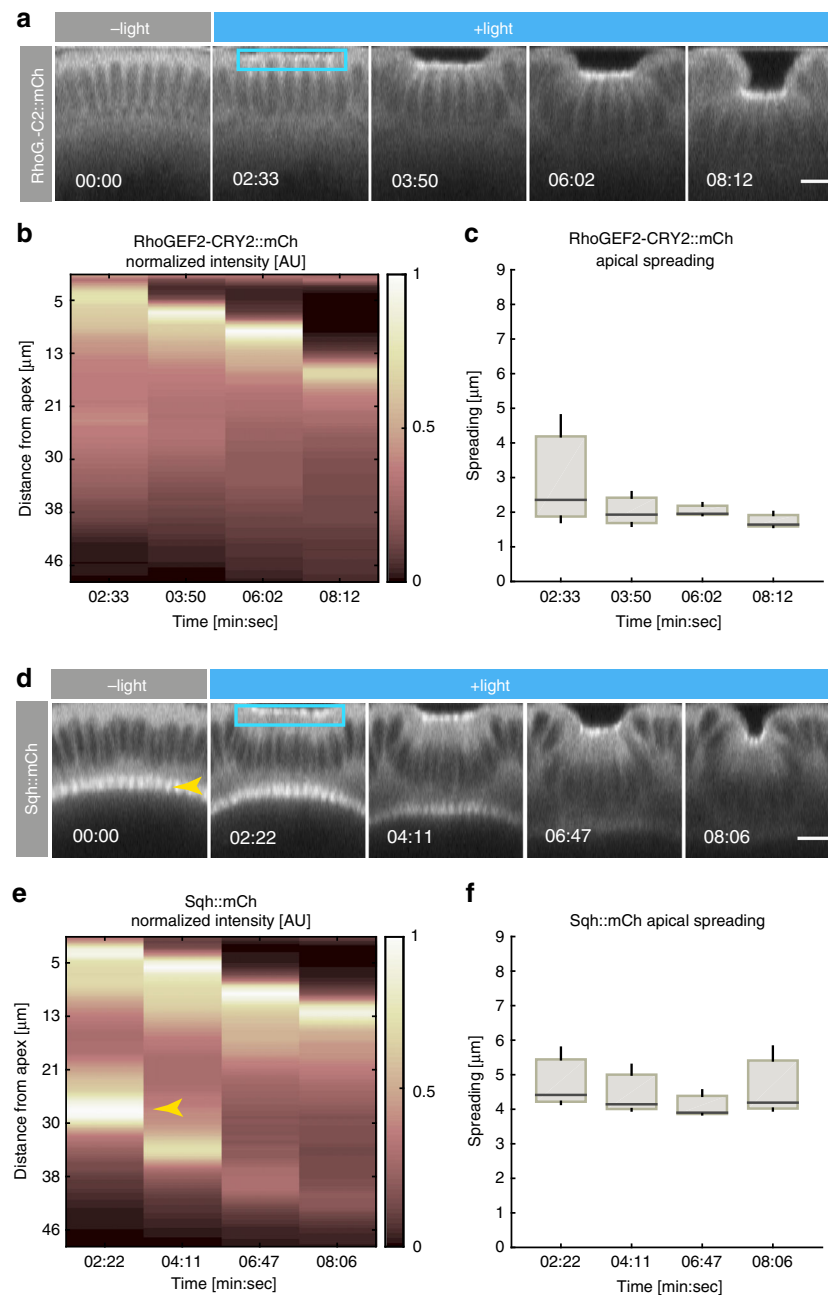 a
–light
+light
RhoG.-C2::mCh
00:00
02:33
03:50
06:02
08:12
b
RhoGEF2-CRY2::mCh
normalized intensity [AU]
Distance from apex [µm]
5
13
21
30
38
46
1
0.5
0
02:33
03:50
06:02
08:12
Time [min:sec]
c
RhoGEF2-CRY2::mCh
apical spreading
Spreading [µm]
9
8
7
6
5
4
3
2
1
0
02:33
03:50
06:02
08:12
Time [min:sec]
d
–light
+light
Sqh::mCh
00:00
02:22
04:11
06:47
08:06
e
Sqh::mCh
normalized intensity [AU]
Distance from apex [µm]
5
13
21
30
38
46
1
0.5
0
02:22
04:11
06:47
08:06
Time [min:sec]
f
Sqh::mCh apical spreading
Spreading [µm]
9
8
7
6
5
4
3
2
1
0
02:22
04:11
06:47
08:06
Time [min:sec]